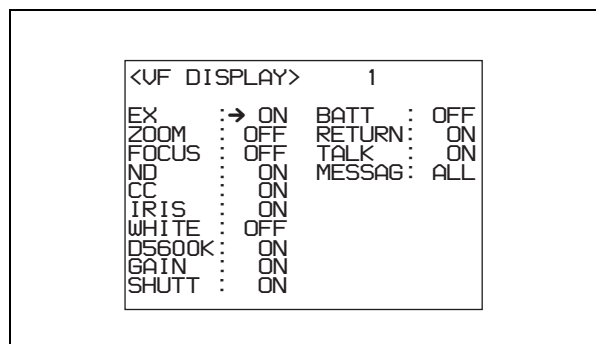 <VF DISPLAY> 1
EX :→ ON BATT : OFF
ZOOM : OFF RETURN: ON
FOCUS : OFF TALK : ON
ND : ON MESSAG: ALL
CC : ON
IRIS : ON
WHITE : OFF
D5600K: ON
GAIN : ON
SHUTT : ON